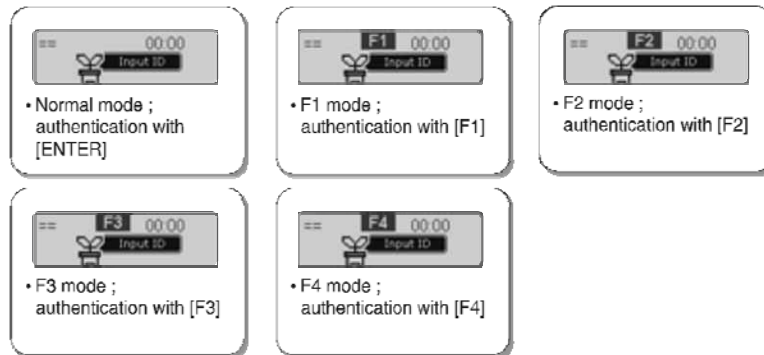 == 00:00
Input ID
• Normal mode ;
authentication with
[ENTER]
== F1 00:00
Input ID
• F1 mode ;
authentication with [F1]
== F2 00:00
Input ID
• F2 mode ;
authentication with [F2]
== F3 00:00
Input ID
• F3 mode ;
authentication with [F3]
== F4 00:00
Input ID
• F4 mode ;
authentication with [F4]